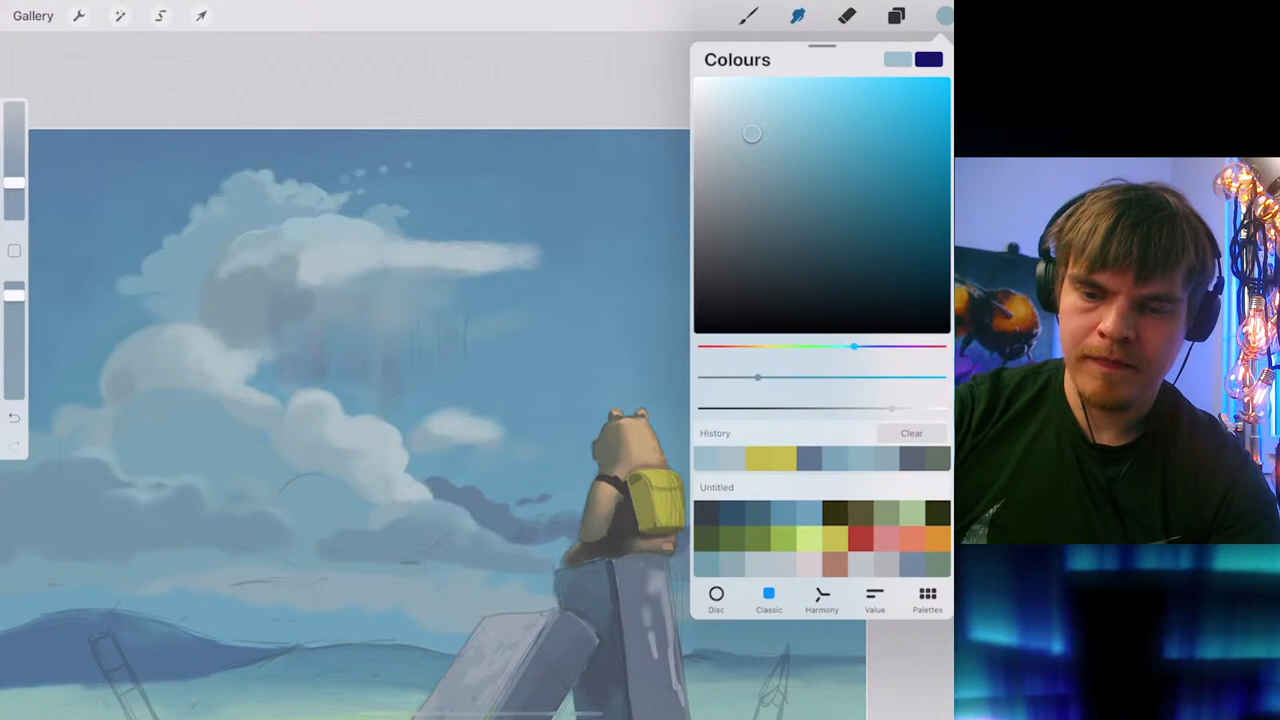 Gallery
Colours
History
Clear
Untitled
Disc
Classic
Harmony
Value
Palettes